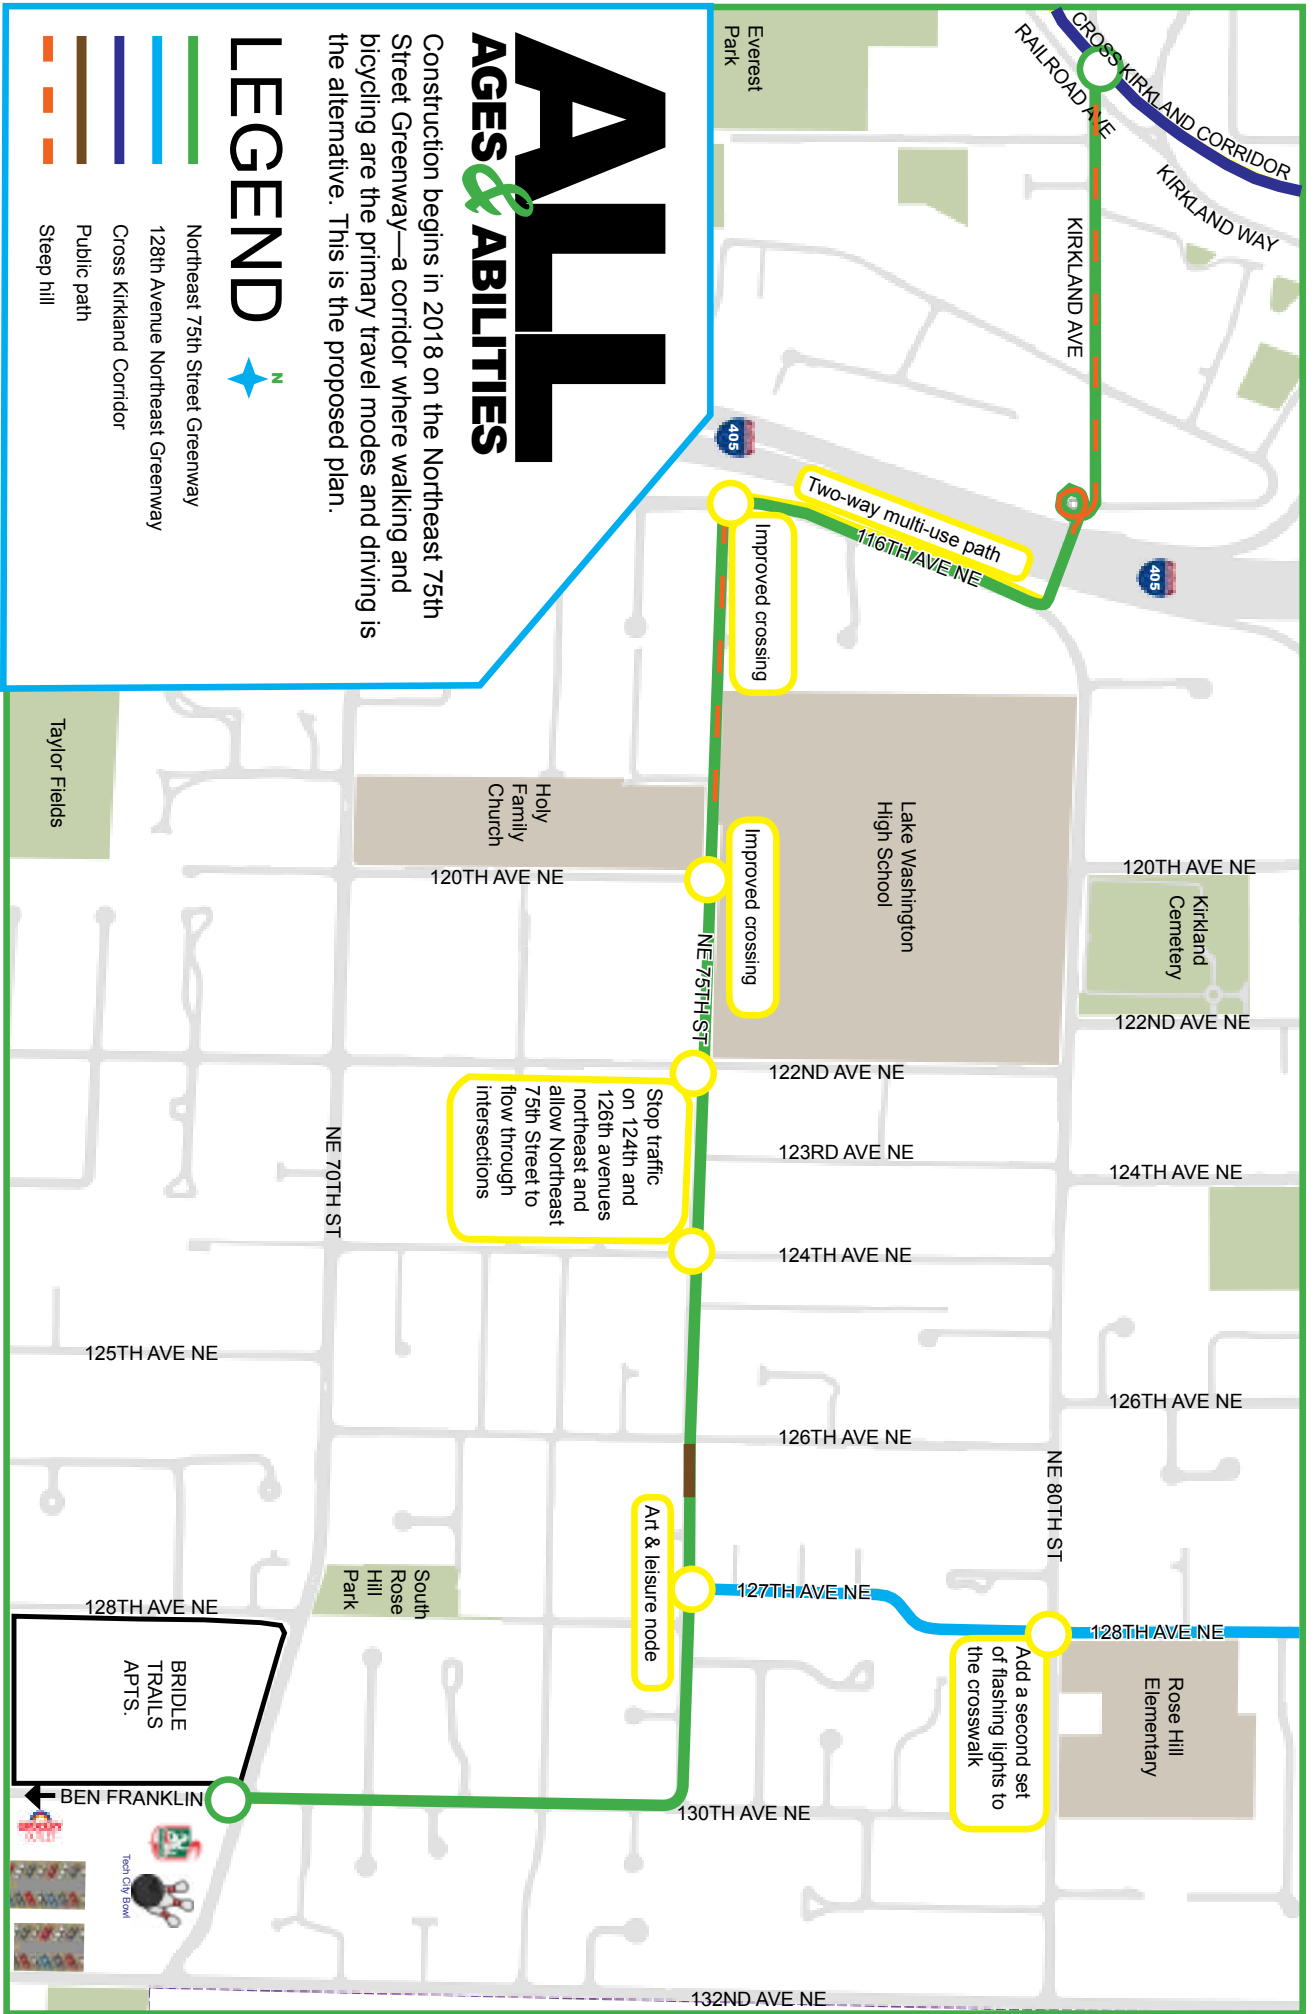 ALL
AGES & ABILITIES
Construction begins in 2018 on the Northeast 75th
Street Greenway—a corridor where walking and
bicycling are the primary travel modes and driving is
the alternative. This is the proposed plan.
LEGEND
N
Northeast 75th Street Greenway
128th Avenue Northeast Greenway
Cross Kirkland Corridor
Public path
Steep hill
CROSS KIRKLAND CORRIDOR
RAILROAD AVE
KIRKLAND WAY
KIRKLAND AVE
Everest
Park
405
405
Two-way multi-use path
116TH AVE NE
Improved crossing
Lake Washington
High School
Improved crossing
Holy
Family
Church
Taylor Fields
120TH AVE NE
120TH AVE NE
Kirkland
Cemetery
122ND AVE NE
NE 75TH ST
122ND AVE NE
Stop traffic
on 124th and
126th avenues
northeast and
allow Northeast
75th Street to
flow through
intersections
NE 70TH ST
123RD AVE NE
124TH AVE NE
124TH AVE NE
125TH AVE NE
126TH AVE NE
126TH AVE NE
NE 80TH ST
Art & leisure node
127TH AVE NE
128TH AVE NE
128TH AVE NE
South
Rose
Hill
Park
Add a second set
of flashing lights to
the crosswalk
Rose Hill
Elementary
BRIDLE
TRAILS
APTS.
BEN FRANKLIN
130TH AVE NE
Tech City Bowl
132ND AVE NE